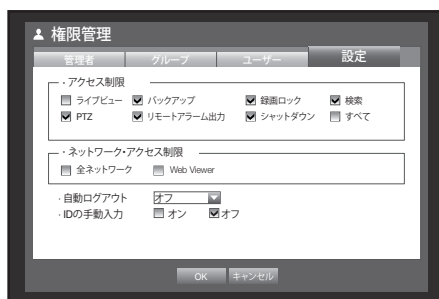 権限管理
管理者 グループ ユーザー 設定
· アクセス制限
ライブビュー バックアップ 録画ロック 検索
PTZ リモートアラーム出力 シャットダウン すべて
· ネットワーク·アクセス制限
全ネットワーク Web Viewer
· 自動ログアウト オフ
· IDの手動入力 オン オフ
OK キャンセル